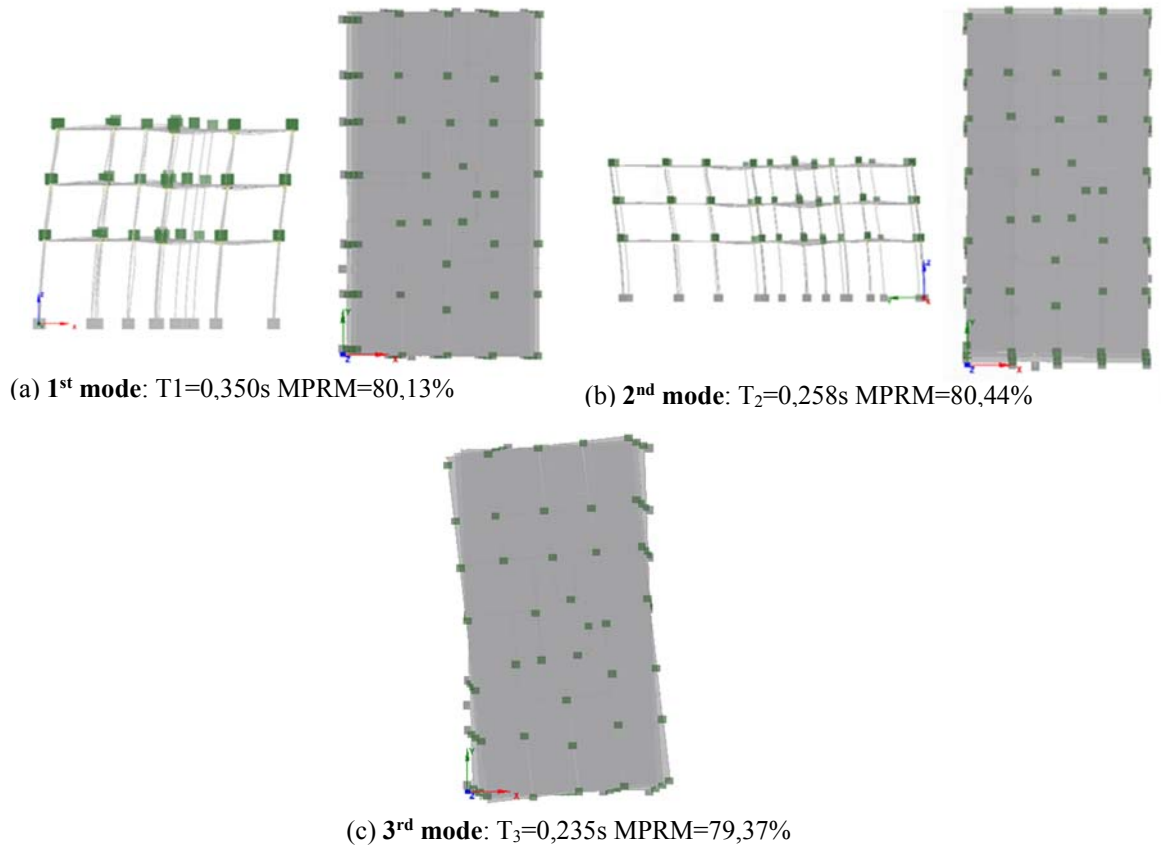 z
x
Y
Z
X
Z
Y
X
Y
Z
X
(a) 1st mode: T1=0,350s MPRM=80,13%
(b) 2nd mode: T2=0,258s MPRM=80,44%
Y
Z
X
(c) 3rd mode: T3=0,235s MPRM=79,37%